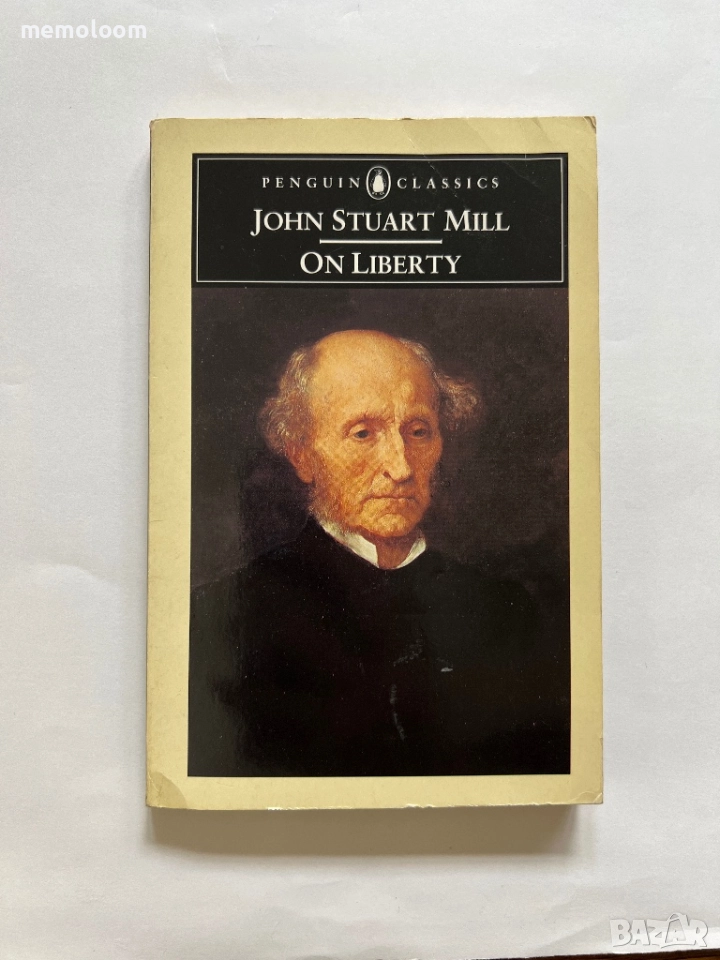 memoloom
PENGUIN CLASSICS
JOHN STUART MILL
ON LIBERTY
BAZAR